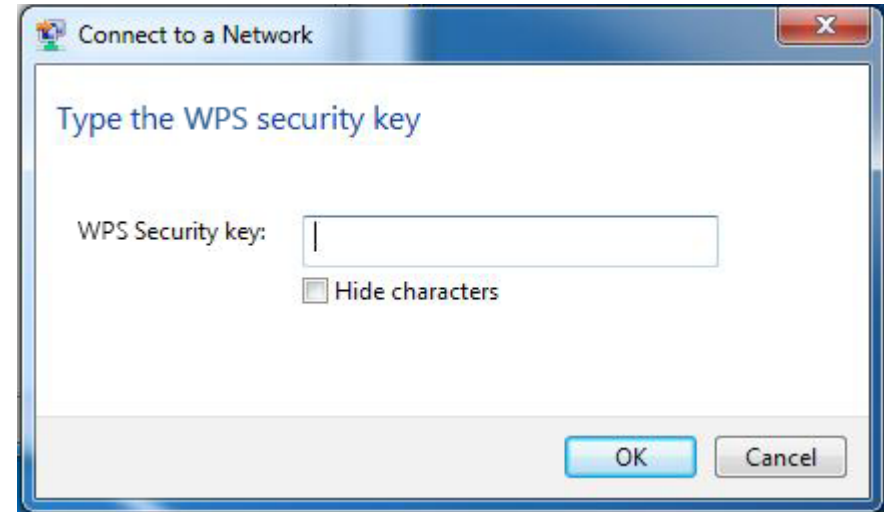 Connect to a Network
Type the WPS security key
WPS Security key:
Hide characters
OK Cancel